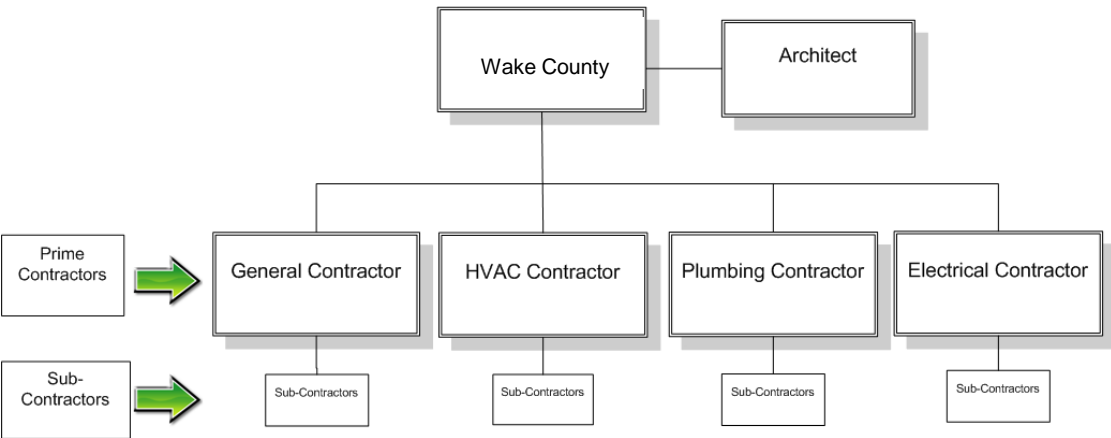 Wake County
Architect
Prime
Contractors
General Contractor
HVAC Contractor
Plumbing Contractor
Electrical Contractor
Sub-
Contractors
Sub-Contractors
Sub-Contractors
Sub-Contractors
Sub-Contractors